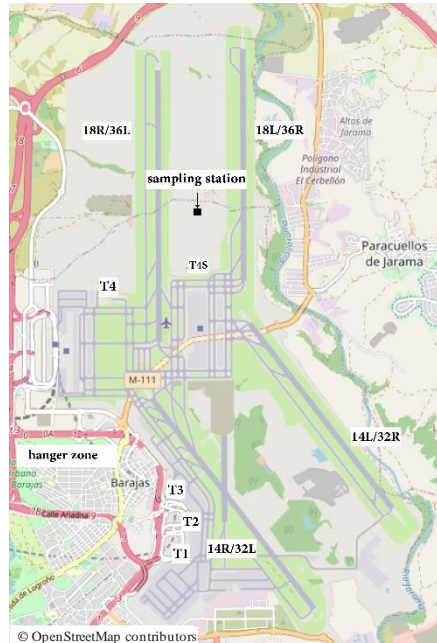 18R/36L
18L/36R
Altos de
Jarama
Polígono
Industrial
El Cerbellón
sampling station
Paracuellos
de Jarama
T4S
T4
M-111
14L/32R
hanger zone
Barajas
T3
T2
T1
14R/32L
Calle Ariadna
© OpenStreetMap contributors